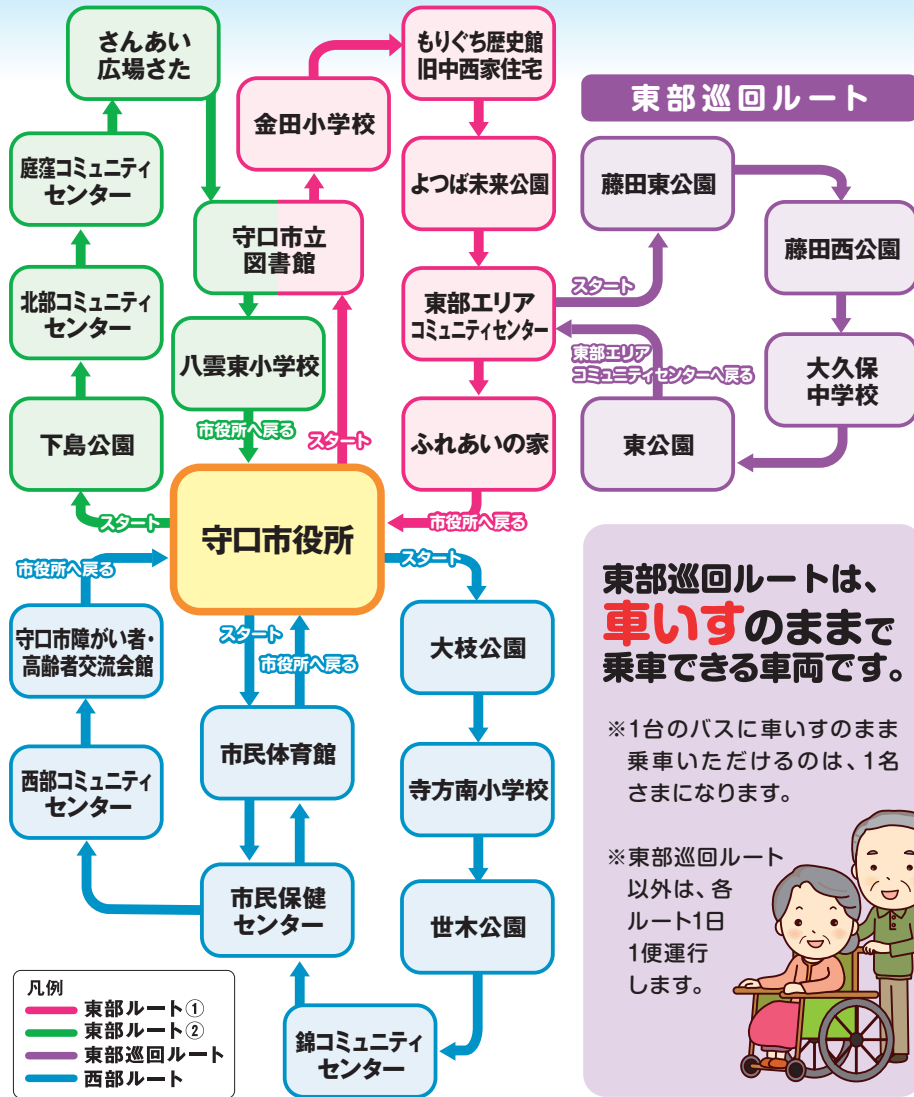 さんあい
広場さた
庭窪コミュニティ
センター
北部コミュニティ
センター
下島公園
スタート
守口市立
図書館
八雲東小学校
市役所へ戻る
金田小学校
スタート
もりぐち歴史館
旧中西家住宅
よつば未来公園
東部エリア
コミュニティセンター
ふれあいの家
市役所へ戻る
東部巡回ルート
スタート
藤田東公園
藤田西公園
大久保
中学校
東公園
東部エリア
コミュニティセンターへ戻る
守口市役所
市役所へ戻る
守口市障がい者・
高齢者交流会館
西部コミュニティ
センター
スタート
市役所へ戻る
市民体育館
市民保健
センター
スタート
大枝公園
寺方南小学校
世木公園
錦コミュニティ
センター
凡例
東部ルート①
東部ルート②
東部巡回ルート
西部ルート
東部巡回ルートは、
車いすのままで
乗車できる車両です。
※1台のバスに車いすのまま
乗車いただけるのは、1名
さまになります。
※東部巡回ルート
以外は、各
ルート1日
1便運行
します。